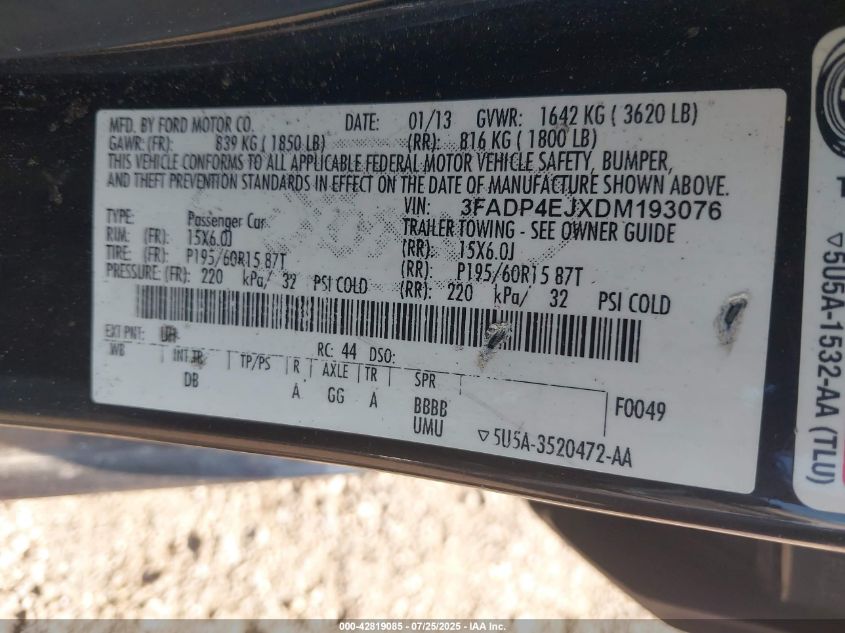 MFD. BY FORD MOTOR CO. DATE: 01/13 GVWR: 1642 KG ( 3620 LB)
GAWR: (FR): 839 KG ( 1850 LB) (RR): 816 KG ( 1800 LB)
THIS VEHICLE CONFORMS TO ALL APPLICABLE FEDERAL MOTOR VEHICLE SAFETY, BUMPER,
AND THEFT PREVENTION STANDARDS IN EFFECT ON THE DATE OF MANUFACTURE SHOWN ABOVE.
VIN: 3FADP4EJXDM193076
TYPE: Passenger Car TRAILER TOWING - SEE OWNER GUIDE
RIM: (FR): 15X6.0J (RR): 15X6.0J
TIRE: (FR): P195/60R15 87T (RR): P195/60R15 87T
PRESSURE: (FR): 220 kPa/ 32 PSI COLD (RR): 220 kPa/ 32 PSI COLD
EXT PNT: UH RC: 44 DSO:
WB INT TR TP/PS R AXLE TR SPR
DB A GG A BBBB F0049
UMU ▽5U5A-3520472-AA
▽5U5A-1532-AA (TLU)
000-42819085 - 07/25/2025 - IAA Inc.